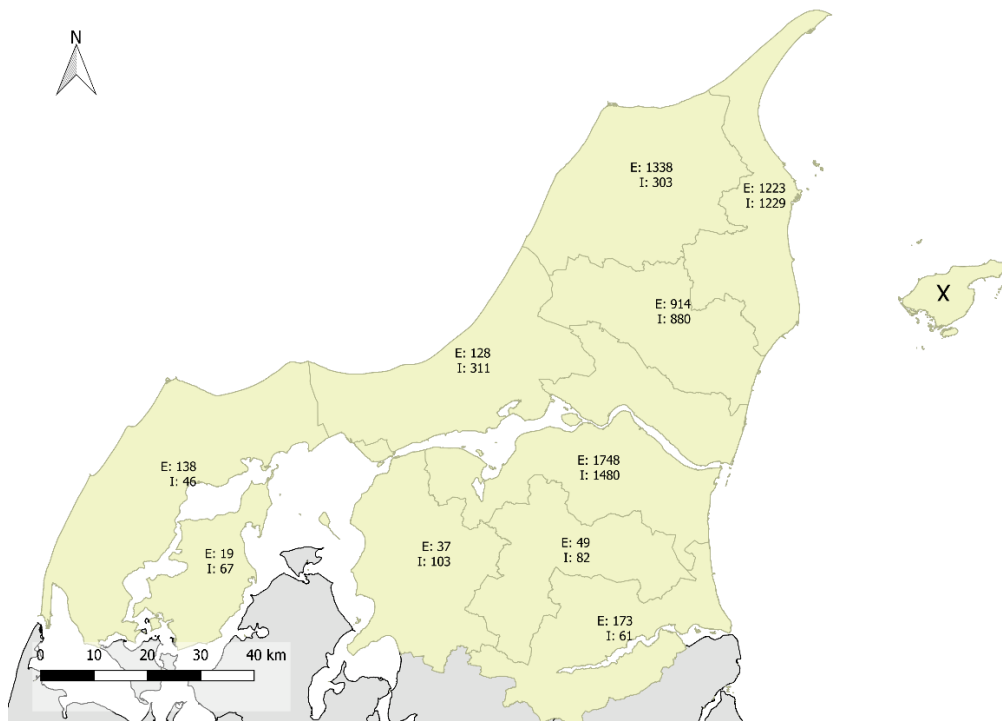 N
E: 1338
I: 303
E: 1223
I: 1229
X
E: 914
I: 880
E: 128
I: 311
E: 138
I: 46
E: 1748
I: 1480
E: 19
I: 67
E: 37
I: 103
E: 49
I: 82
E: 173
I: 61
0 10 20 30 40 km